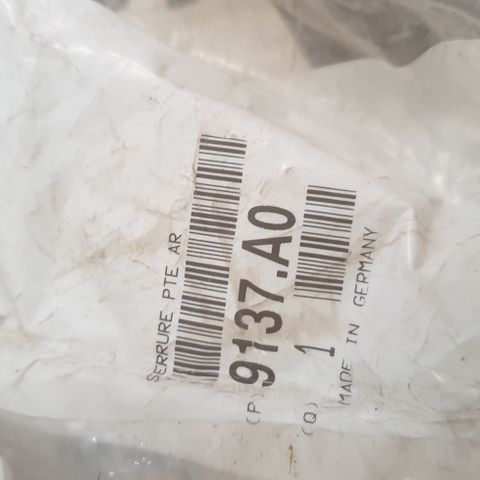 SERRURE PTE AR
(P) 9137.A0
(Q) 1
MADE IN GERMANY